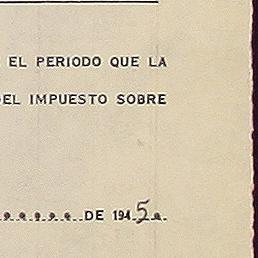 EL PERIODO QUE LA
DEL IMPUESTO SOBRE
DE 1945